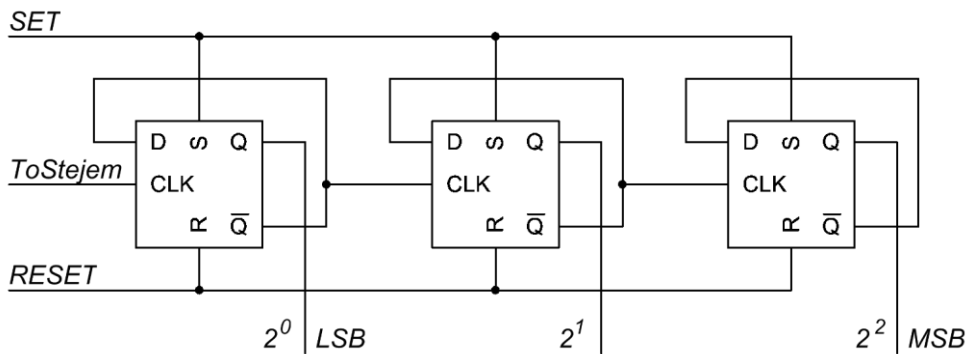 SET
D S Q D S Q D S Q
ToStejem CLK CLK CLK
R Q̅I̅ R Q̅I̅ R Q̅I̅
RESET
2⁰ LSB 2¹ 2² MSB